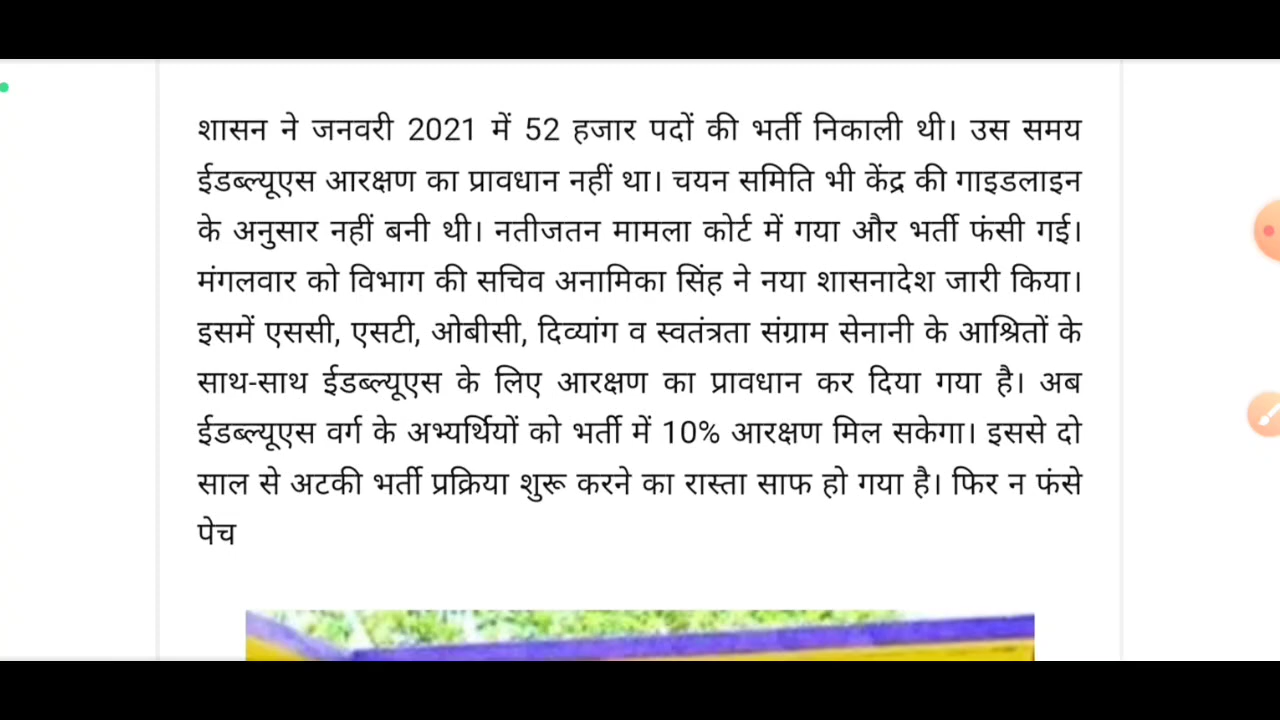 शासन ने जनवरी 2021 में 52 हजार पदों की भर्ती निकाली थी। उस समय
ईडब्ल्यूएस आरक्षण का प्रावधान नहीं था। चयन समिति भी केंद्र की गाइडलाइन
के अनुसार नहीं बनी थी। नतीजतन मामला कोर्ट में गया और भर्ती फंसी गई।
मंगलवार को विभाग की सचिव अनामिका सिंह ने नया शासनादेश जारी किया।
इसमें एससी, एसटी, ओबीसी, दिव्यांग व स्वतंत्रता संग्राम सेनानी के आश्रितों के
साथ-साथ ईडब्ल्यूएस के लिए आरक्षण का प्रावधान कर दिया गया है। अब
ईडब्ल्यूएस वर्ग के अभ्यर्थियों को भर्ती में 10% आरक्षण मिल सकेगा। इससे दो
साल से अटकी भर्ती प्रक्रिया शुरू करने का रास्ता साफ हो गया है। फिर न फंसे
पेच